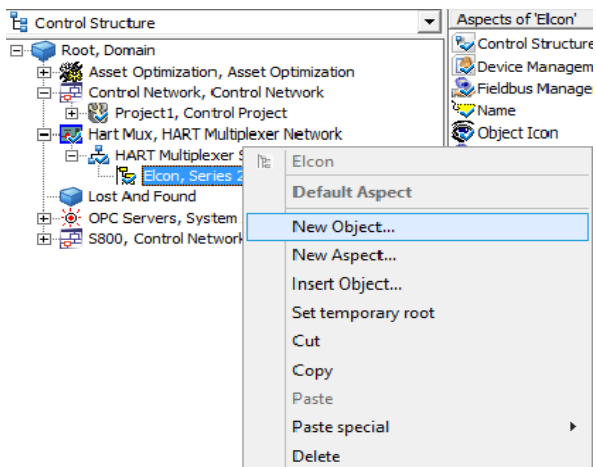 Control Structure
Aspects of 'Elcon'
Root, Domain
Asset Optimization, Asset Optimization
Control Network, Control Network
Project1, Control Project
Hart Mux, HART Multiplexer Network
HART Multiplexer
Elcon, Series 2
Lost And Found
OPC Servers, System
S800, Control Network
Control Structure
Device Managem
Fieldbus Manage
Name
Object Icon
Elcon
Default Aspect
New Object...
New Aspect...
Insert Object...
Set temporary root
Cut
Copy
Paste
Paste special
Delete